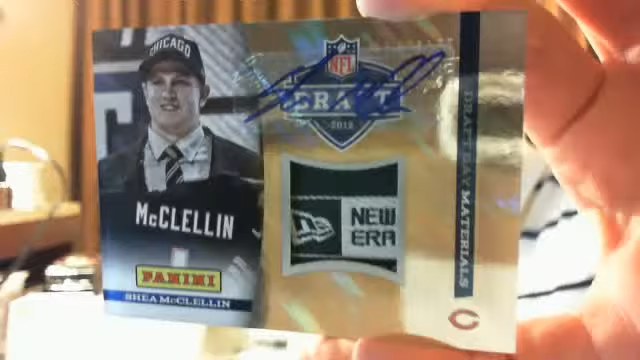 CHICAGO
McCLELLIN
PANINI
SHEA McCLELLIN
NFL
DRAFT
2012
NEW
ERA
DRAFT DAY MATERIALS
C